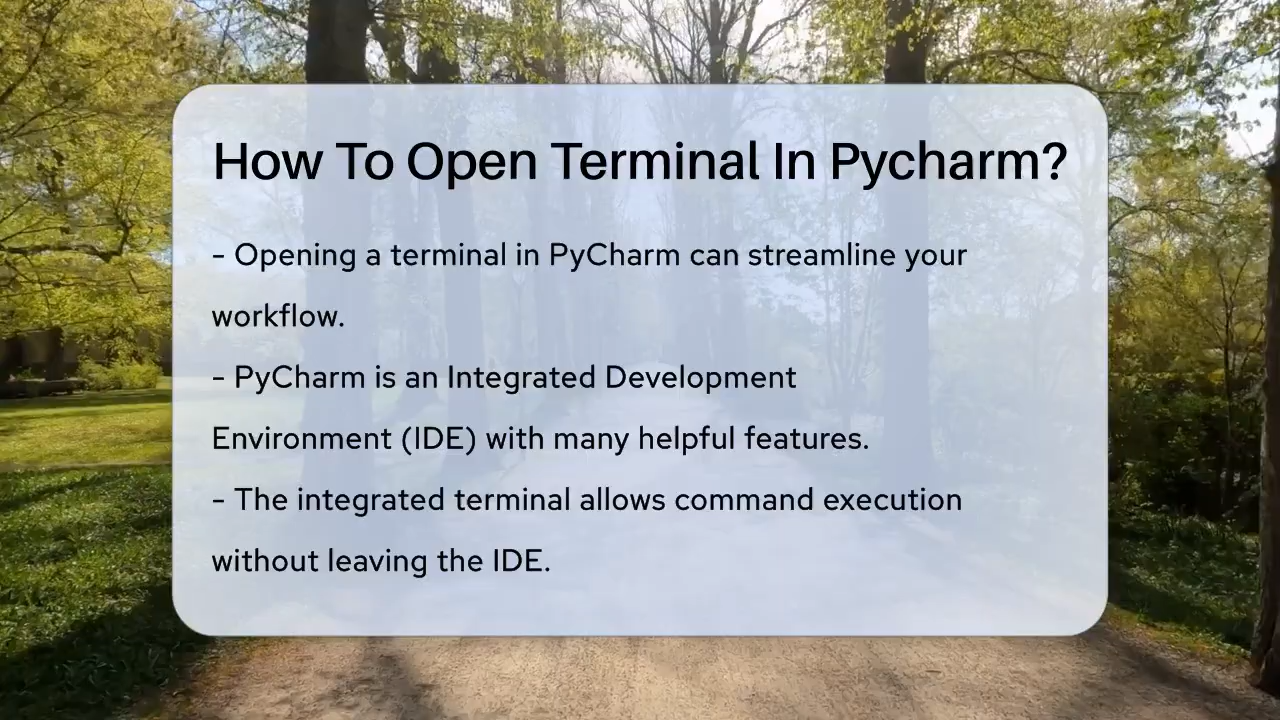 How To Open Terminal In Pycharm?
- Opening a terminal in PyCharm can streamline your
workflow.
- PyCharm is an Integrated Development
Environment (IDE) with many helpful features.
- The integrated terminal allows command execution
without leaving the IDE.